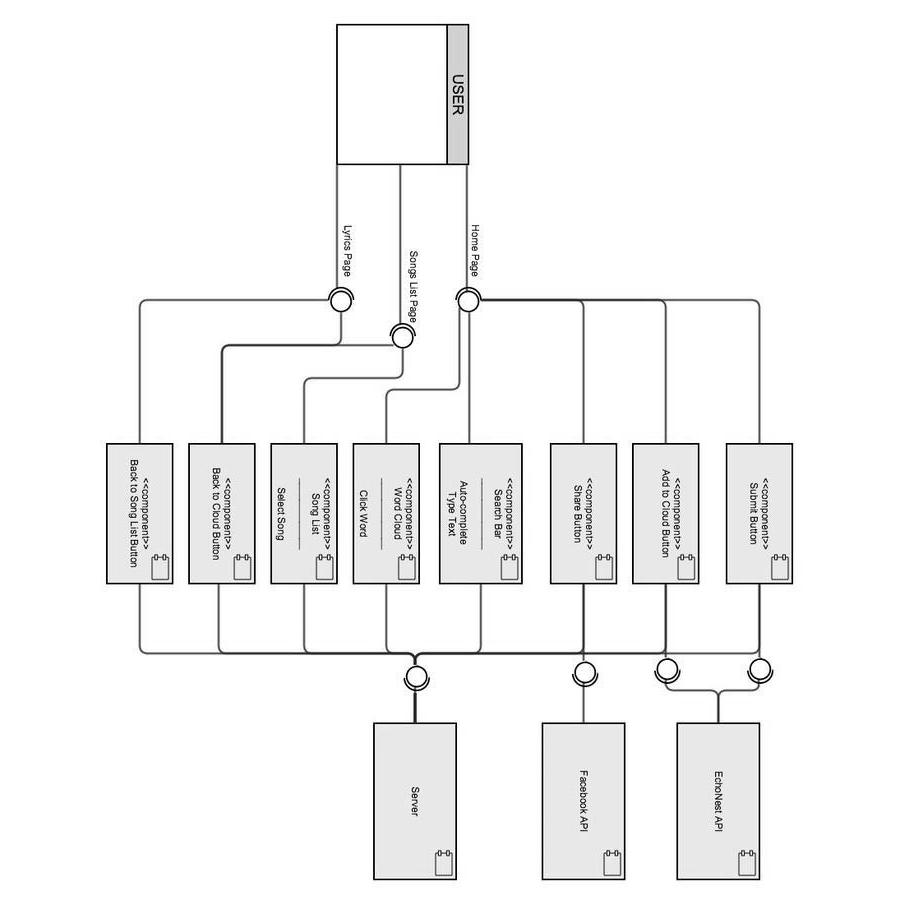 USER
Home Page
Songs List Page
Lyrics Page
<<component>>
Submit Button
<<component>>
Add to Cloud Button
<<component>>
Share Button
<<component>>
Search Bar
Auto-complete
Type Text
<<component>>
Word Cloud
Click Word
<<component>>
Song List
Select Song
<<component>>
Back to Cloud Button
<<component>>
Back to Song List Button
EchoNest API
Facebook API
Server